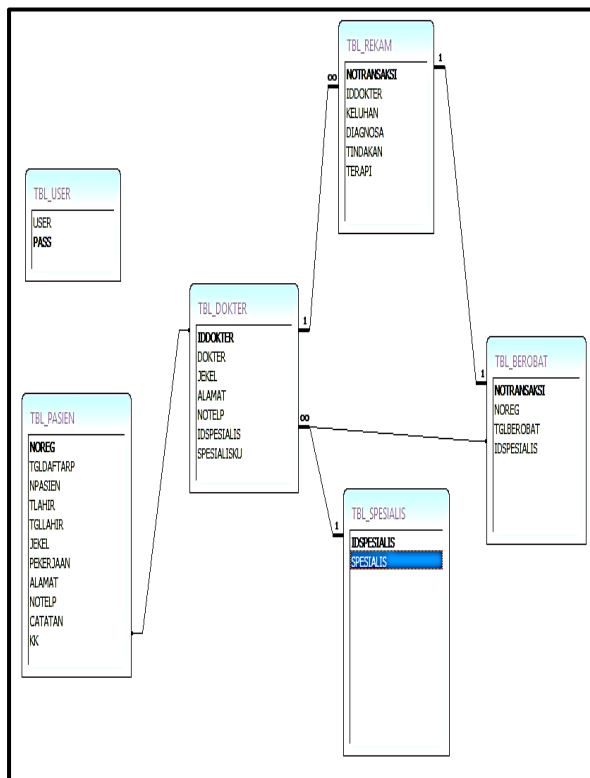 TBL_REKAM
NOTRANSAKSI
IDDOKTER
KELUHAN
DIAGNOSA
TINDAKAN
TERAPI
∞
1
TBL_USER
USER
PASS
TBL_DOKTER
IDDOKTER
DOKTER
JEKEL
ALAMAT
NOTELP
IDSPESIALIS
SPESIALISKU
1
∞
TBL_BEROBAT
NOTRANSAKSI
NOREG
TGLBEROBAT
IDSPESIALIS
1
TBL_PASIEN
NOREG
TGLDAFTARP
NPASIEN
TLAHIR
TGLLAHIR
JEKEL
PEKERJAAN
ALAMAT
NOTELP
CATATAN
KK
TBL_SPESIALIS
IDSPESIALIS
SPESIALIS
1